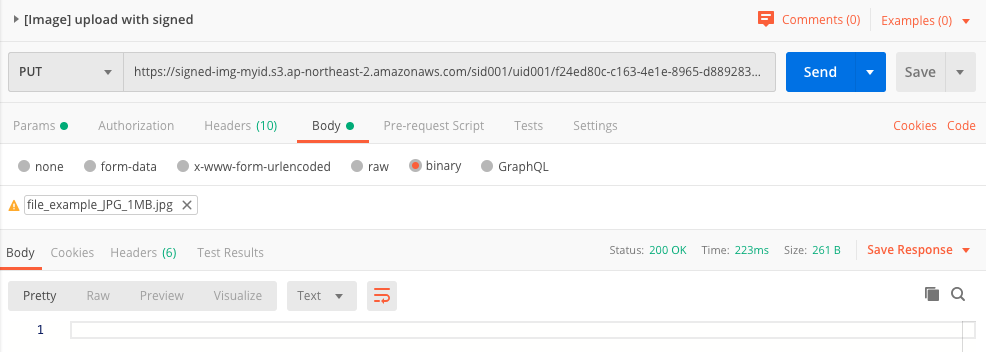 [Image] upload with signed Comments (0) Examples (0)
PUT https://signed-img-myid.s3.ap-northeast-2.amazonaws.com/sid001/uid001/f24ed80c-c163-4e1e-8965-d889283... Send Save
Params Authorization Headers (10) Body Pre-request Script Tests Settings Cookies Code
none form-data x-www-form-urlencoded raw binary GraphQL
file_example_JPG_1MB.jpg
Body Cookies Headers (6) Test Results Status: 200 OK Time: 223ms Size: 261 B Save Response
Pretty Raw Preview Visualize Text
1